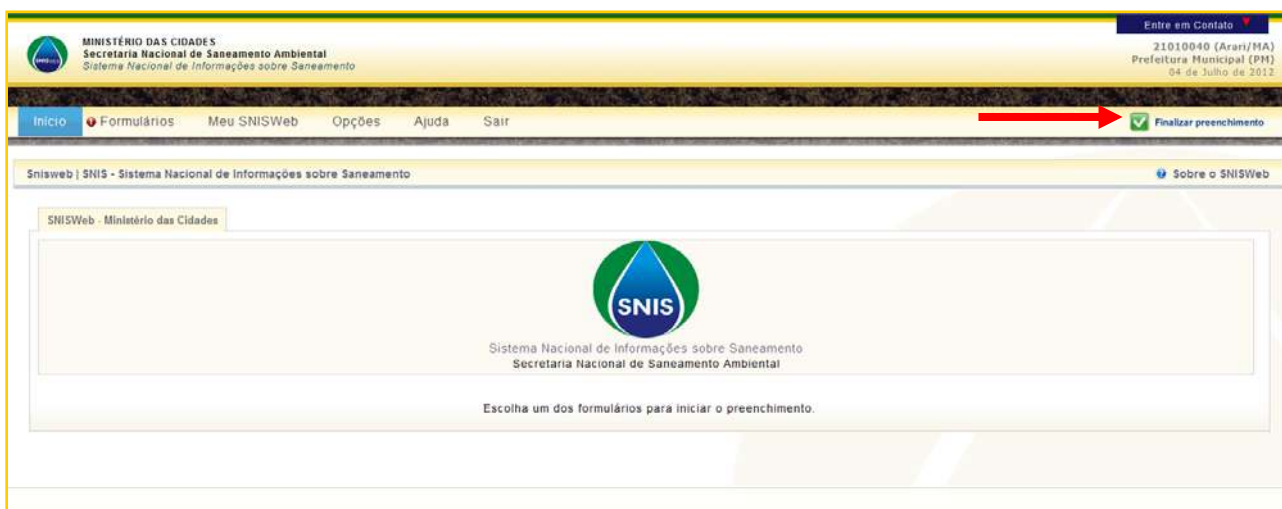 Entre em Contato
MINISTÉRIO DAS CIDADES
Secretaria Nacional de Saneamento Ambiental
Sistema Nacional de Informações sobre Saneamento
21010040 (Arari/MA)
Prefeitura Municipal (PM)
04 de Julho de 2012
Início Formulários Meu SNISWeb Opções Ajuda Sair Finalizar preenchimento
Snisweb | SNIS - Sistema Nacional de Informações sobre Saneamento Sobre o SNISWeb
SNISWeb - Ministério das Cidades
SNIS
Sistema Nacional de Informações sobre Saneamento
Secretaria Nacional de Saneamento Ambiental
Escolha um dos formulários para iniciar o preenchimento.